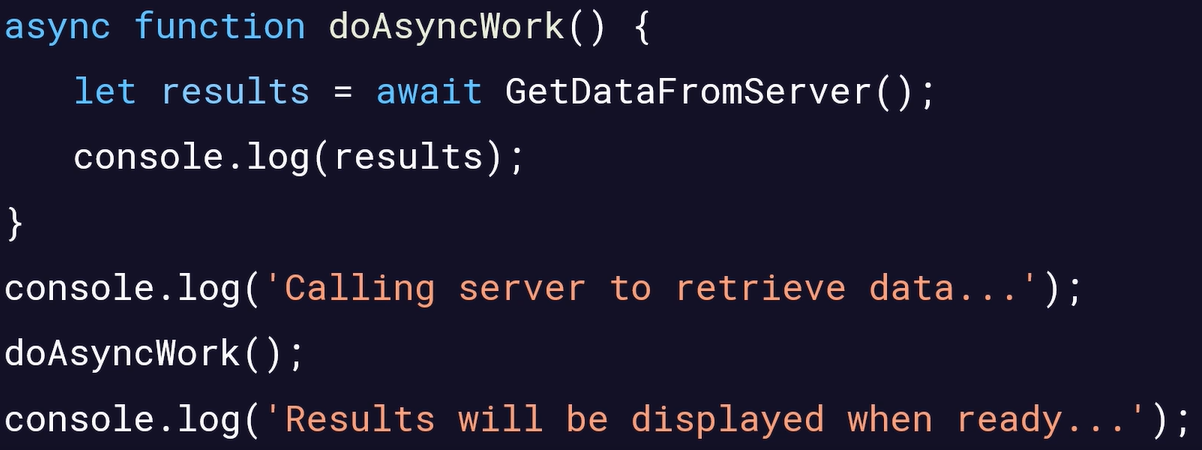 async function doAsyncWork() {
let results = await GetDataFromServer();
console.log(results);
}
console.log('Calling server to retrieve data...');
doAsyncWork();
console.log('Results will be displayed when ready...');